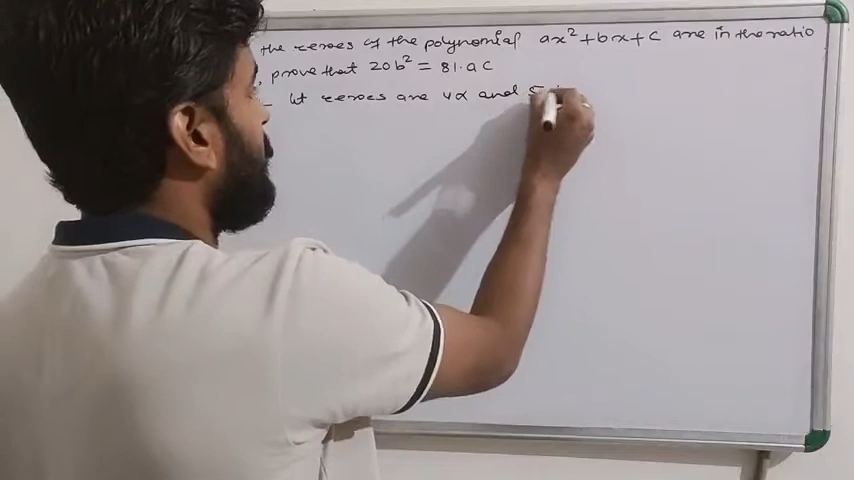 the zeroes of the polynomial ax²+bx+c are in the ratio
, prove that 20b² = 81.ac
– let zeroes are 4α and 5